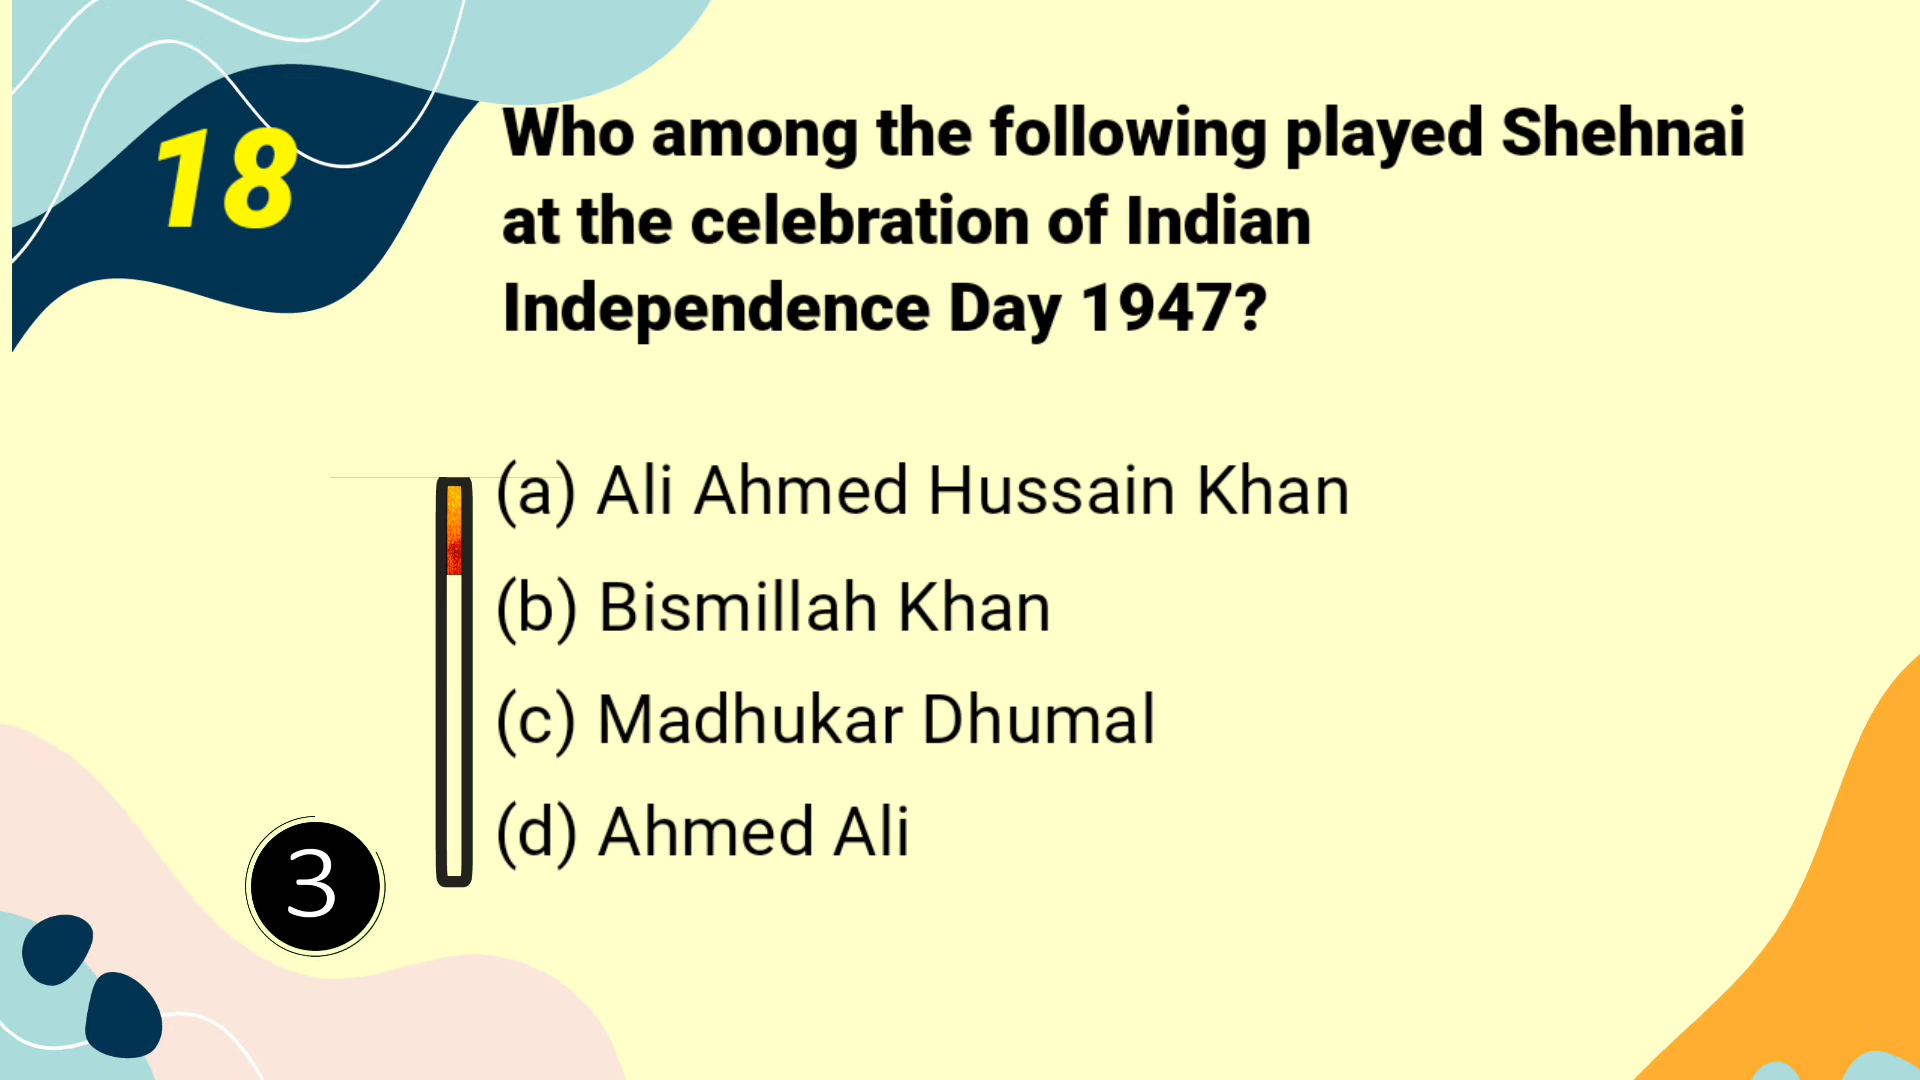 18
Who among the following played Shehnai
at the celebration of Indian
Independence Day 1947?
(a) Ali Ahmed Hussain Khan
(b) Bismillah Khan
(c) Madhukar Dhumal
(d) Ahmed Ali
3